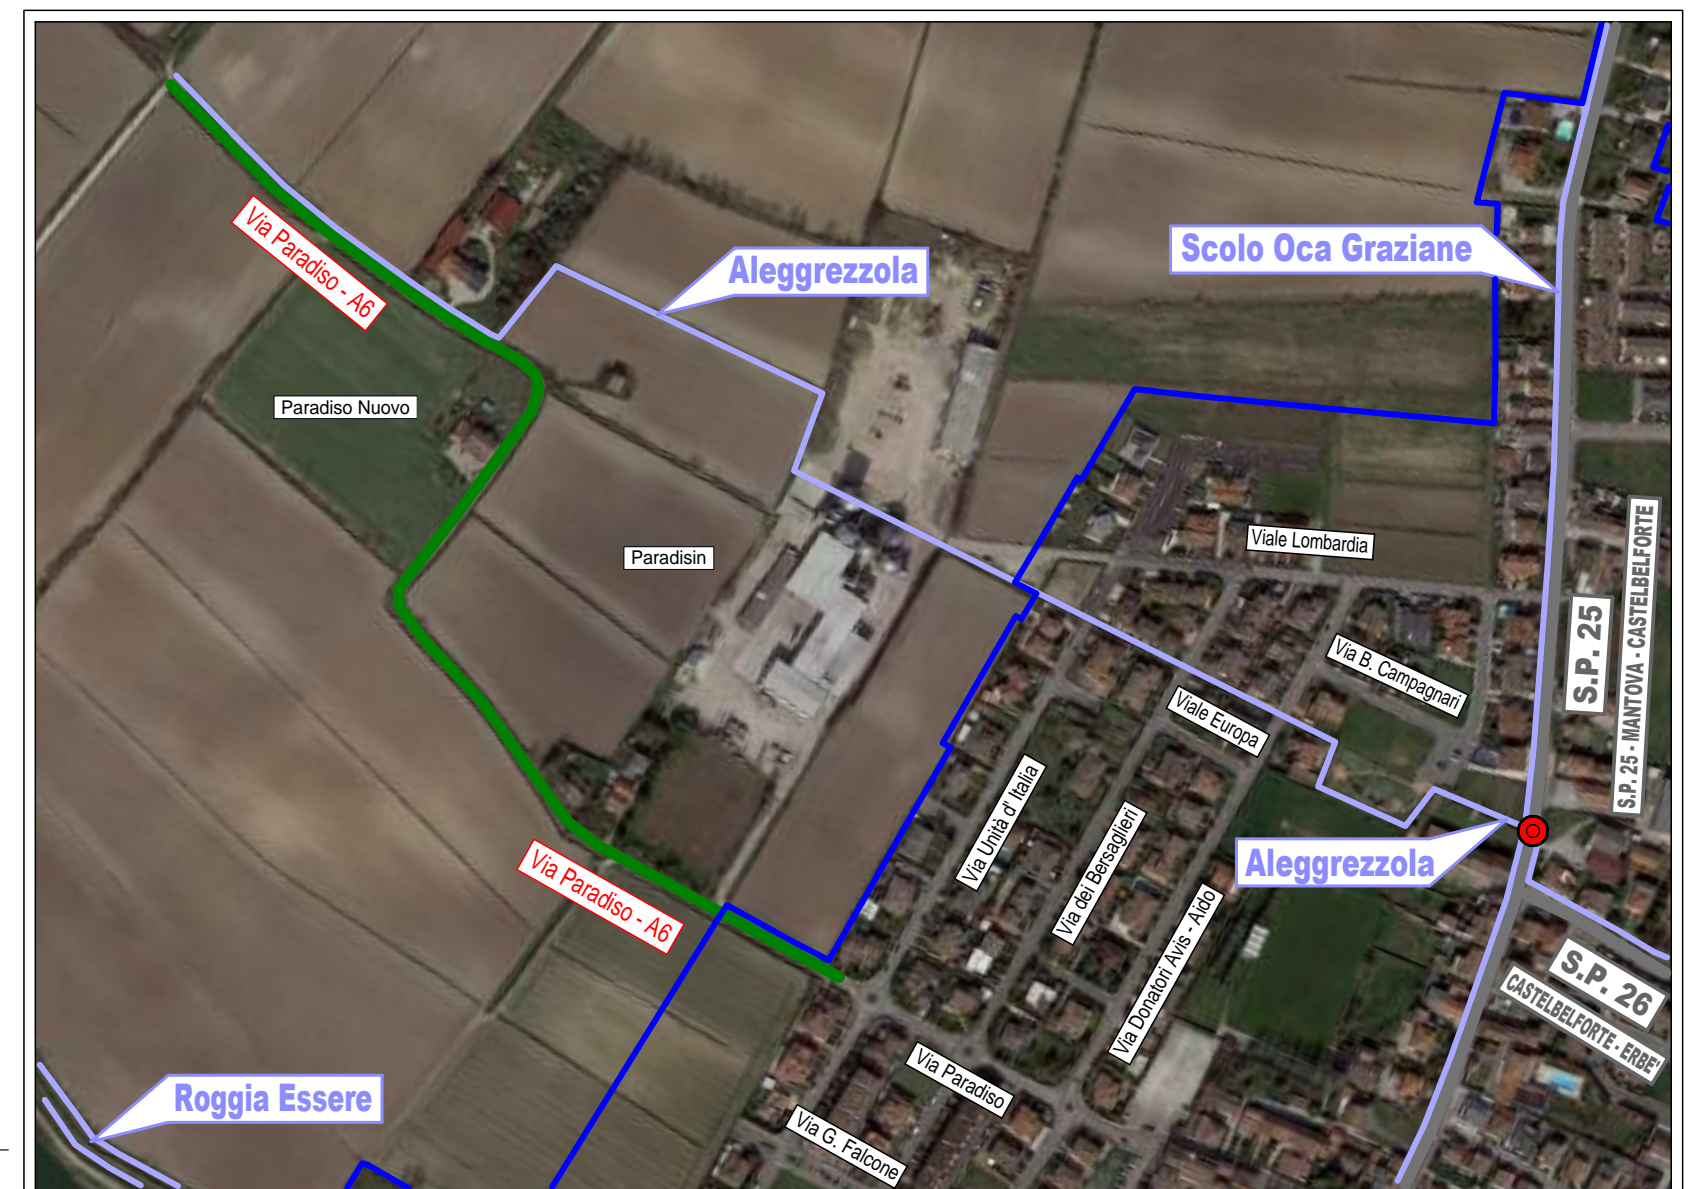 Via Paradiso - A6
Aleggrezzola
Scolo Oca Graziane
Paradiso Nuovo
Paradisin
Viale Lombardia
S.P. 25
S.P. 25 - MANTOVA - CASTELBELFORTE
Via B. Campagnari
Viale Europa
Via Unità d' Italia
Via dei Bersaglieri
Aleggrezzola
Via Paradiso - A6
Via Donatori Avis - Aido
S.P. 26
CASTELBELFORTE - ERBE'
Via Paradiso
Roggia Essere
Via G. Falcone